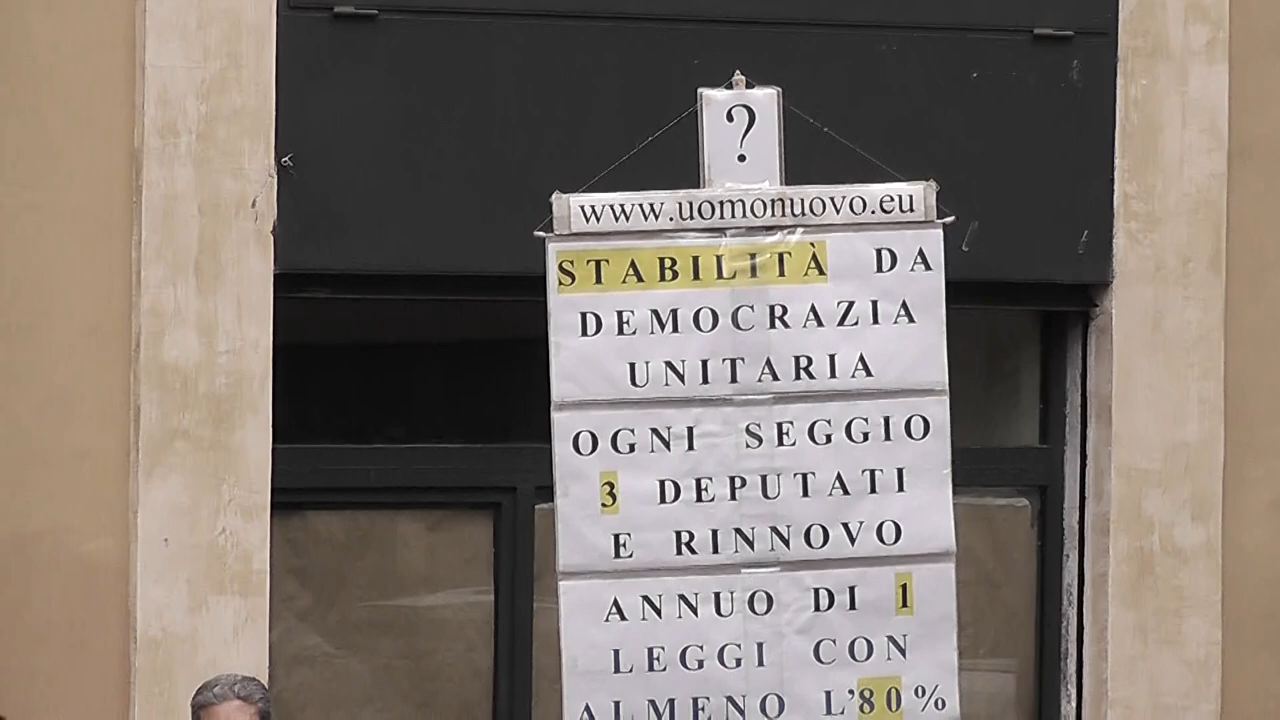 ?
www.uomonuovo.eu
STABILITÀ DA
DEMOCRAZIA
UNITARIA
OGNI SEGGIO
3 DEPUTATI
E RINNOVO
ANNUO DI 1
LEGGI CON
ALMENO L'80%